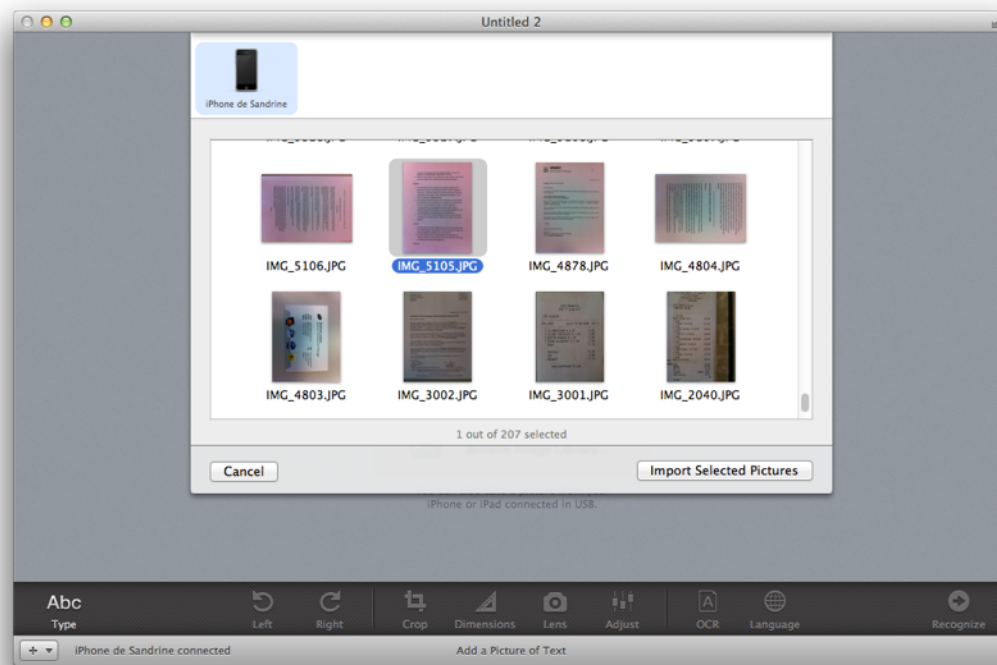 Untitled 2
iPhone de Sandrine
IMG_5106.JPG IMG_5105.JPG IMG_4878.JPG IMG_4804.JPG
IMG_4803.JPG IMG_3002.JPG IMG_3001.JPG IMG_2040.JPG
1 out of 207 selected
Cancel Import Selected Pictures
iPhone or iPad connected in USB.
Abc
Type Left Right Crop Dimensions Lens Adjust OCR Language Recognize
iPhone de Sandrine connected Add a Picture of Text